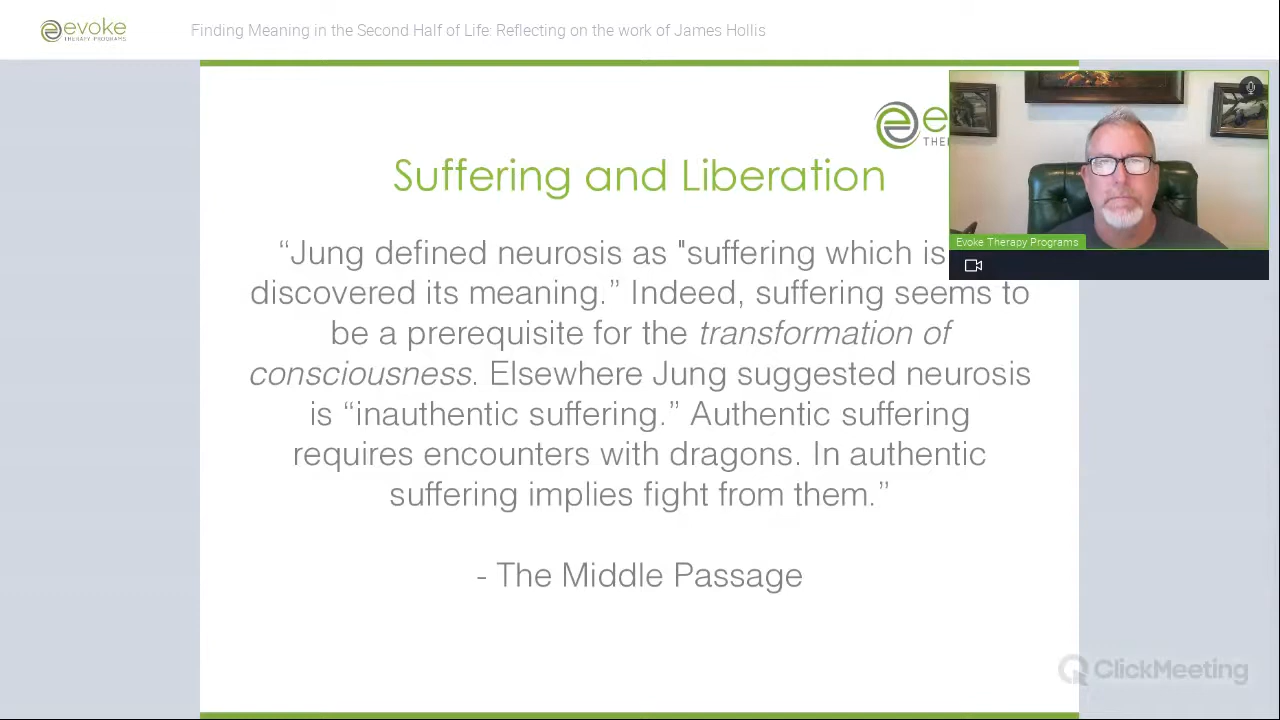 evoke
THERAPY PROGRAMS
Finding Meaning in the Second Half of Life: Reflecting on the work of James Hollis
e
THE
Suffering and Liberation
“Jung defined neurosis as "suffering which is
discovered its meaning.” Indeed, suffering seems to
be a prerequisite for the transformation of
consciousness. Elsewhere Jung suggested neurosis
is “inauthentic suffering.” Authentic suffering
requires encounters with dragons. In authentic
suffering implies fight from them.”
- The Middle Passage
Evoke Therapy Programs
ClickMeeting